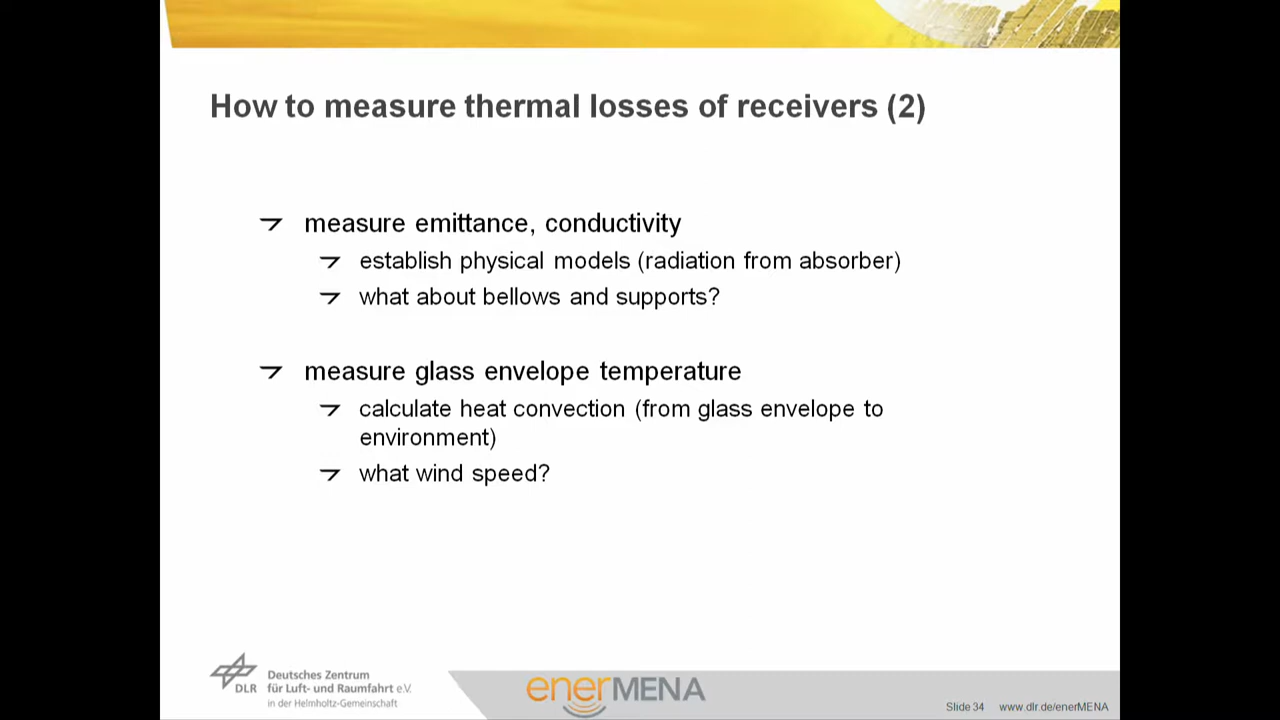 How to measure thermal losses of receivers (2)
measure emittance, conductivity
establish physical models (radiation from absorber)
what about bellows and supports?
measure glass envelope temperature
calculate heat convection (from glass envelope to
environment)
what wind speed?
DLR
Deutsches Zentrum
für Luft- und Raumfahrt e.V.
in der Helmholtz-Gemeinschaft
enerMENA
Slide 34 www.dlr.de/enerMENA